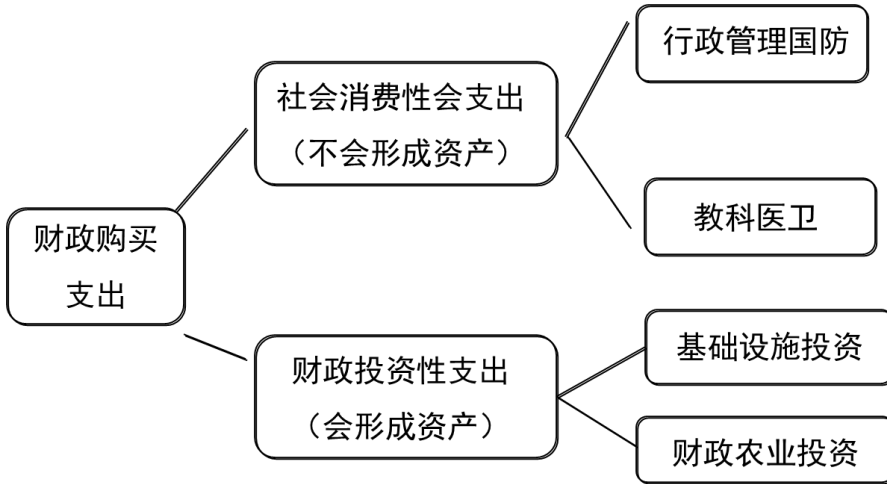 行政管理国防
社会消费性会支出
（不会形成资产）
教科医卫
财政购买
支出
基础设施投资
财政投资性支出
（会形成资产）
财政农业投资